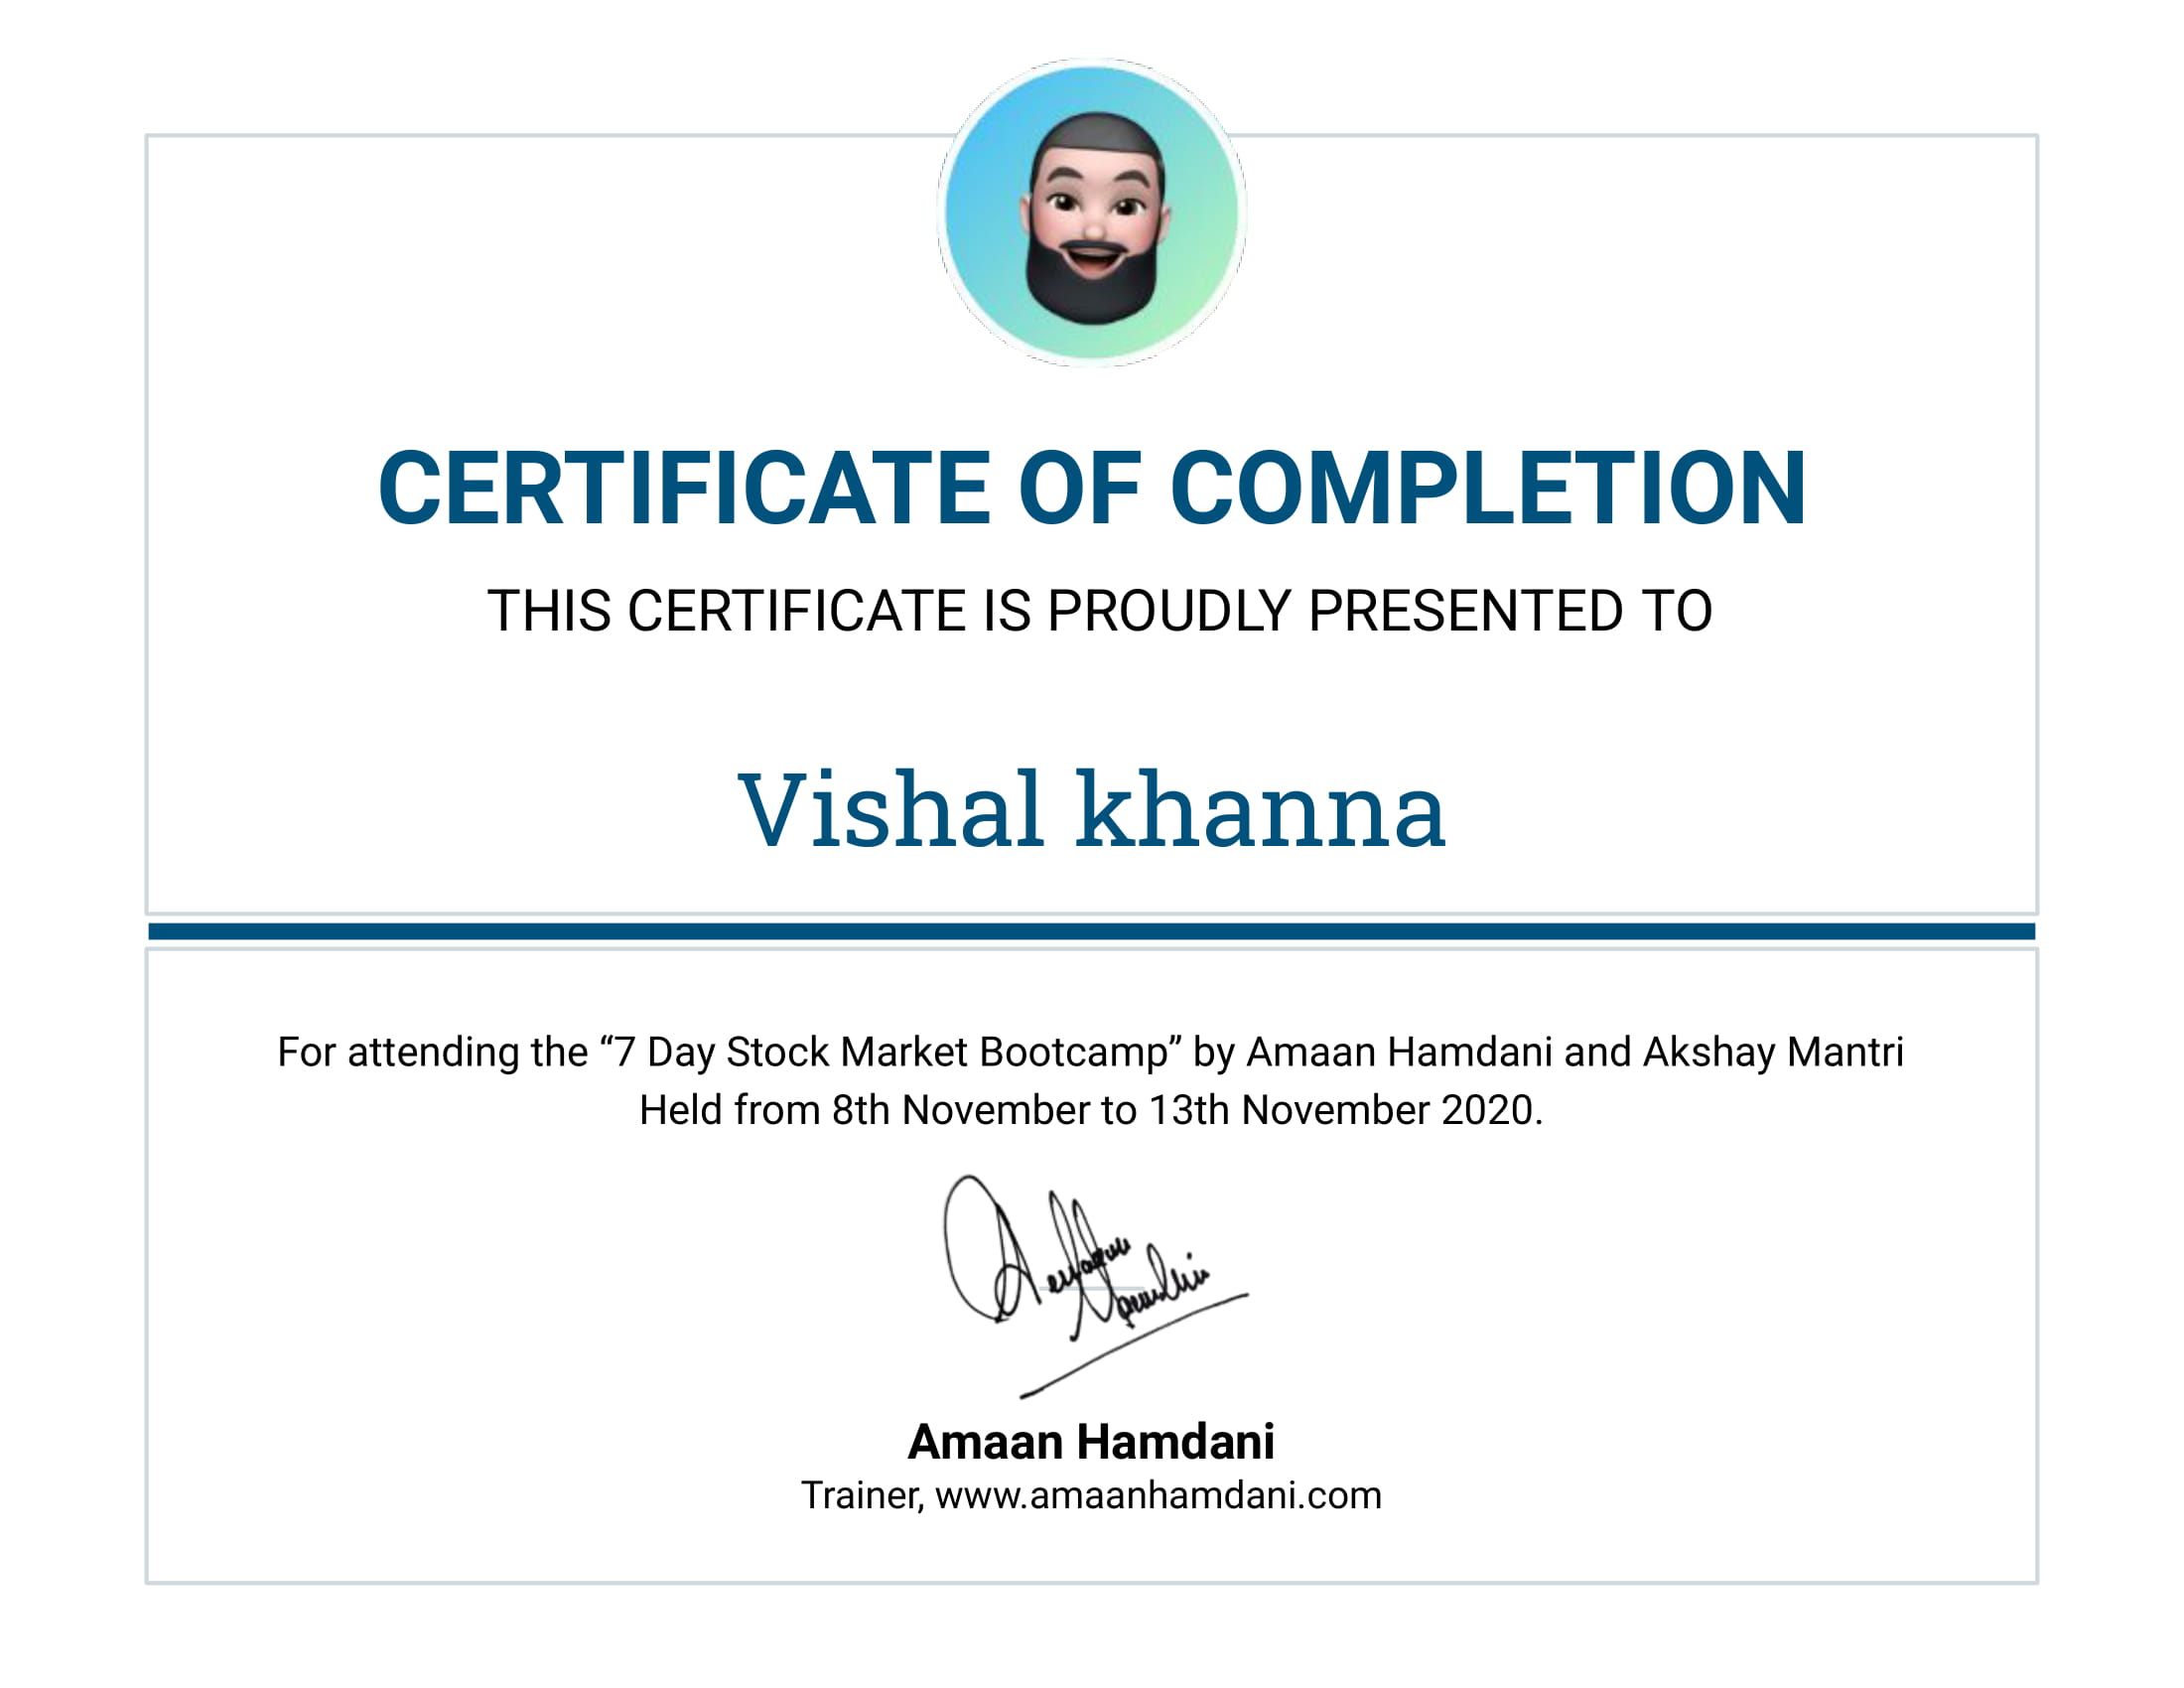 CERTIFICATE OF COMPLETION
THIS CERTIFICATE IS PROUDLY PRESENTED TO
Vishal khanna
For attending the “7 Day Stock Market Bootcamp” by Amaan Hamdani and Akshay Mantri
Held from 8th November to 13th November 2020.
Amaan Hamdani
Trainer, www.amaanhamdani.com